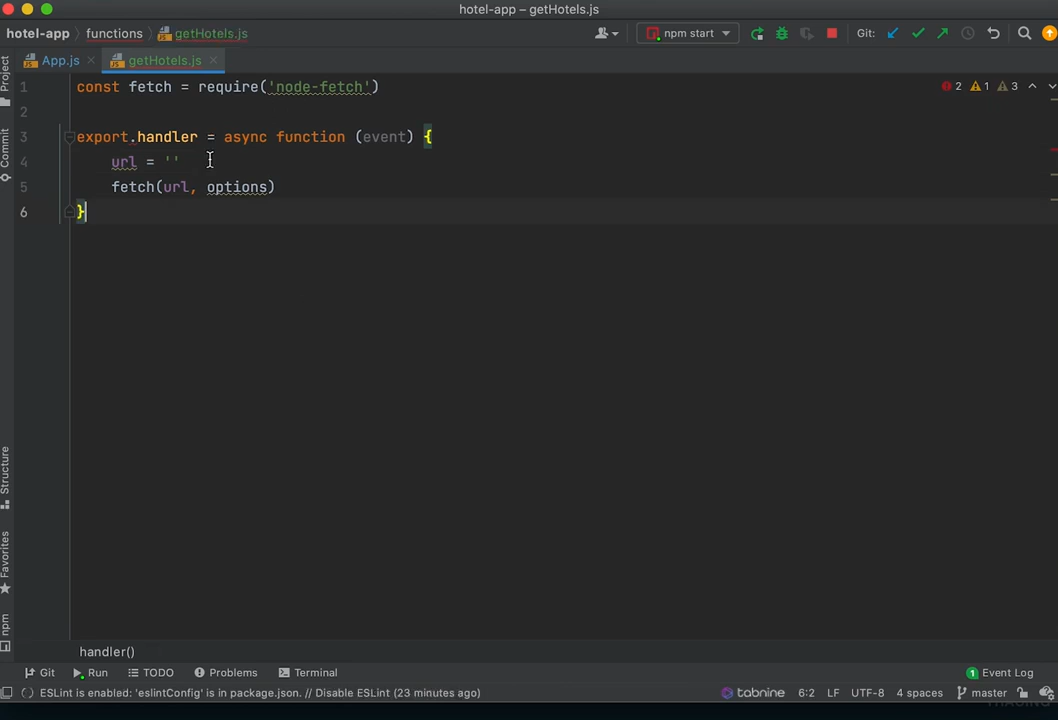 hotel-app - getHotels.js
hotel-app functions getHotels.js npm start Git:
App.js getHotels.js
1 const fetch = require('node-fetch') 2 1 3
2
3 export.handler = async function (event) {
4 url = ''
5 fetch(url, options)
6 }
Project
Commit
Structure
Favorites
npm
handler()
Git Run TODO Problems Terminal 1 Event Log
ESLint is enabled: 'eslintConfig' is in package.json. // Disable ESLint (23 minutes ago) tabnine 6:2 LF UTF-8 4 spaces master